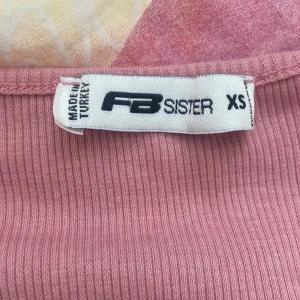 MADE IN
TURKEY
FB SISTER
XS